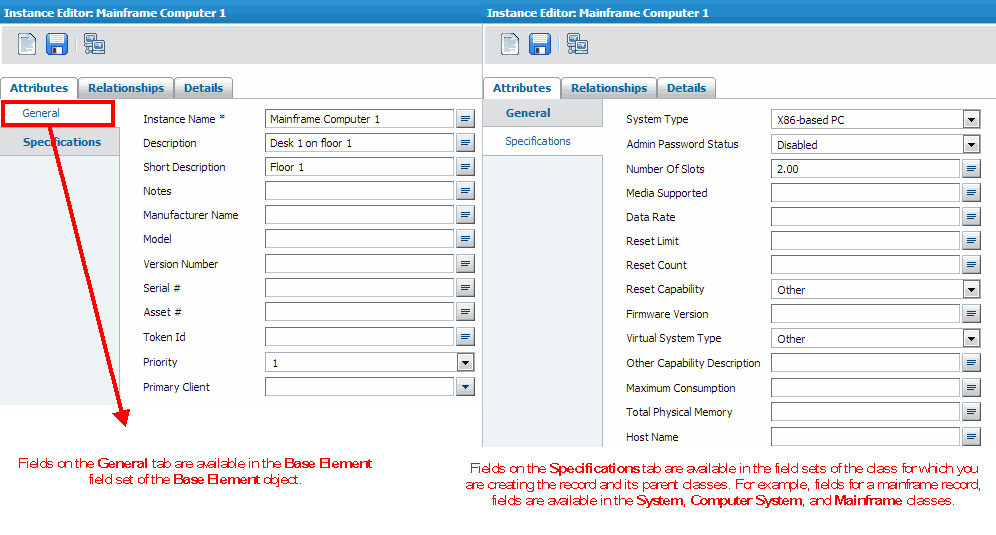 Instance Editor: Mainframe Computer 1
Attributes Relationships Details
General
Specifications
Instance Name * Mainframe Computer 1
Description Desk 1 on floor 1
Short Description Floor 1
Notes
Manufacturer Name
Model
Version Number
Serial #
Asset #
Token Id
Priority 1
Primary Client
Fields on the General tab are available in the Base Element
field set of the Base Element object.
Instance Editor: Mainframe Computer 1
Attributes Relationships Details
General
Specifications
System Type X86-based PC
Admin Password Status Disabled
Number Of Slots 2.00
Media Supported
Data Rate
Reset Limit
Reset Count
Reset Capability Other
Firmware Version
Virtual System Type Other
Other Capability Description
Maximum Consumption
Total Physical Memory
Host Name
Fields on the Specifications tab are available in the field sets of the class for which you
are creating the record and its parent classes. For example, fields for a mainframe record,
fields are available in the System, Computer System, and Mainframe classes.